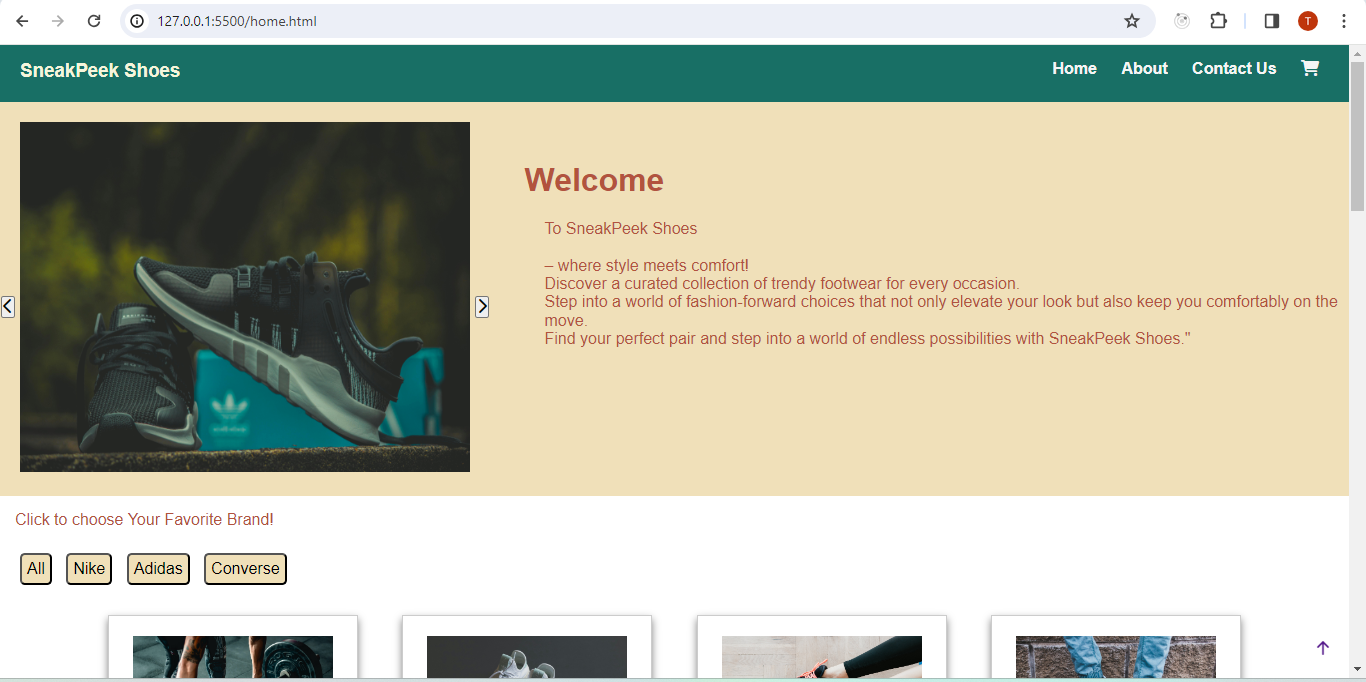 127.0.0.1:5500/home.html
T
SneakPeek Shoes
Home About Contact Us
Welcome
To SneakPeek Shoes
– where style meets comfort!
Discover a curated collection of trendy footwear for every occasion.
Step into a world of fashion-forward choices that not only elevate your look but also keep you comfortably on the
move.
Find your perfect pair and step into a world of endless possibilities with SneakPeek Shoes."
Click to choose Your Favorite Brand!
All Nike Adidas Converse